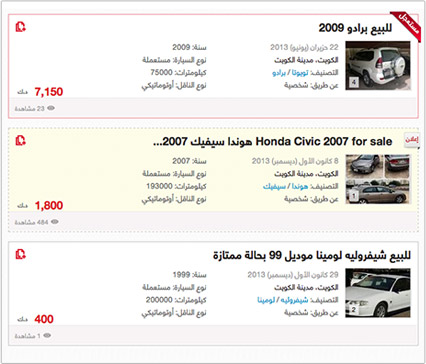 مستعجل
للبيع برادو 2009
22 حزيران (يونيو) 2013
سنة: 2009
الكويت، مدينة الكويت
نوع السيارة: مستعملة
التصنيف: تويوتا / برادو
كيلومترات: 75000
عن طريق: شخصية
نوع الناقل: أوتوماتيكي
4
7,150 د.ك
23 مشاهدة
إعلان
Honda Civic 2007 for sale هوندا سيفيك 2007...
8 كانون الأول (ديسمبر) 2013
سنة: 2007
الكويت، مدينة الكويت
نوع السيارة: مستعملة
التصنيف: هوندا / سيفيك
كيلومترات: 193000
عن طريق: شخصية
نوع الناقل: أوتوماتيكي
1
1,800 د.ك
484 مشاهدة
للبيع شيفروليه لومينا موديل 99 بحالة ممتازة
29 كانون الأول (ديسمبر) 2013
سنة: 1999
الكويت، مدينة الكويت
نوع السيارة: مستعملة
التصنيف: شيفروليه / لومينا
كيلومترات: 200000
عن طريق: شخصية
نوع الناقل: أوتوماتيكي
2
400 د.ك
1 مشاهدة